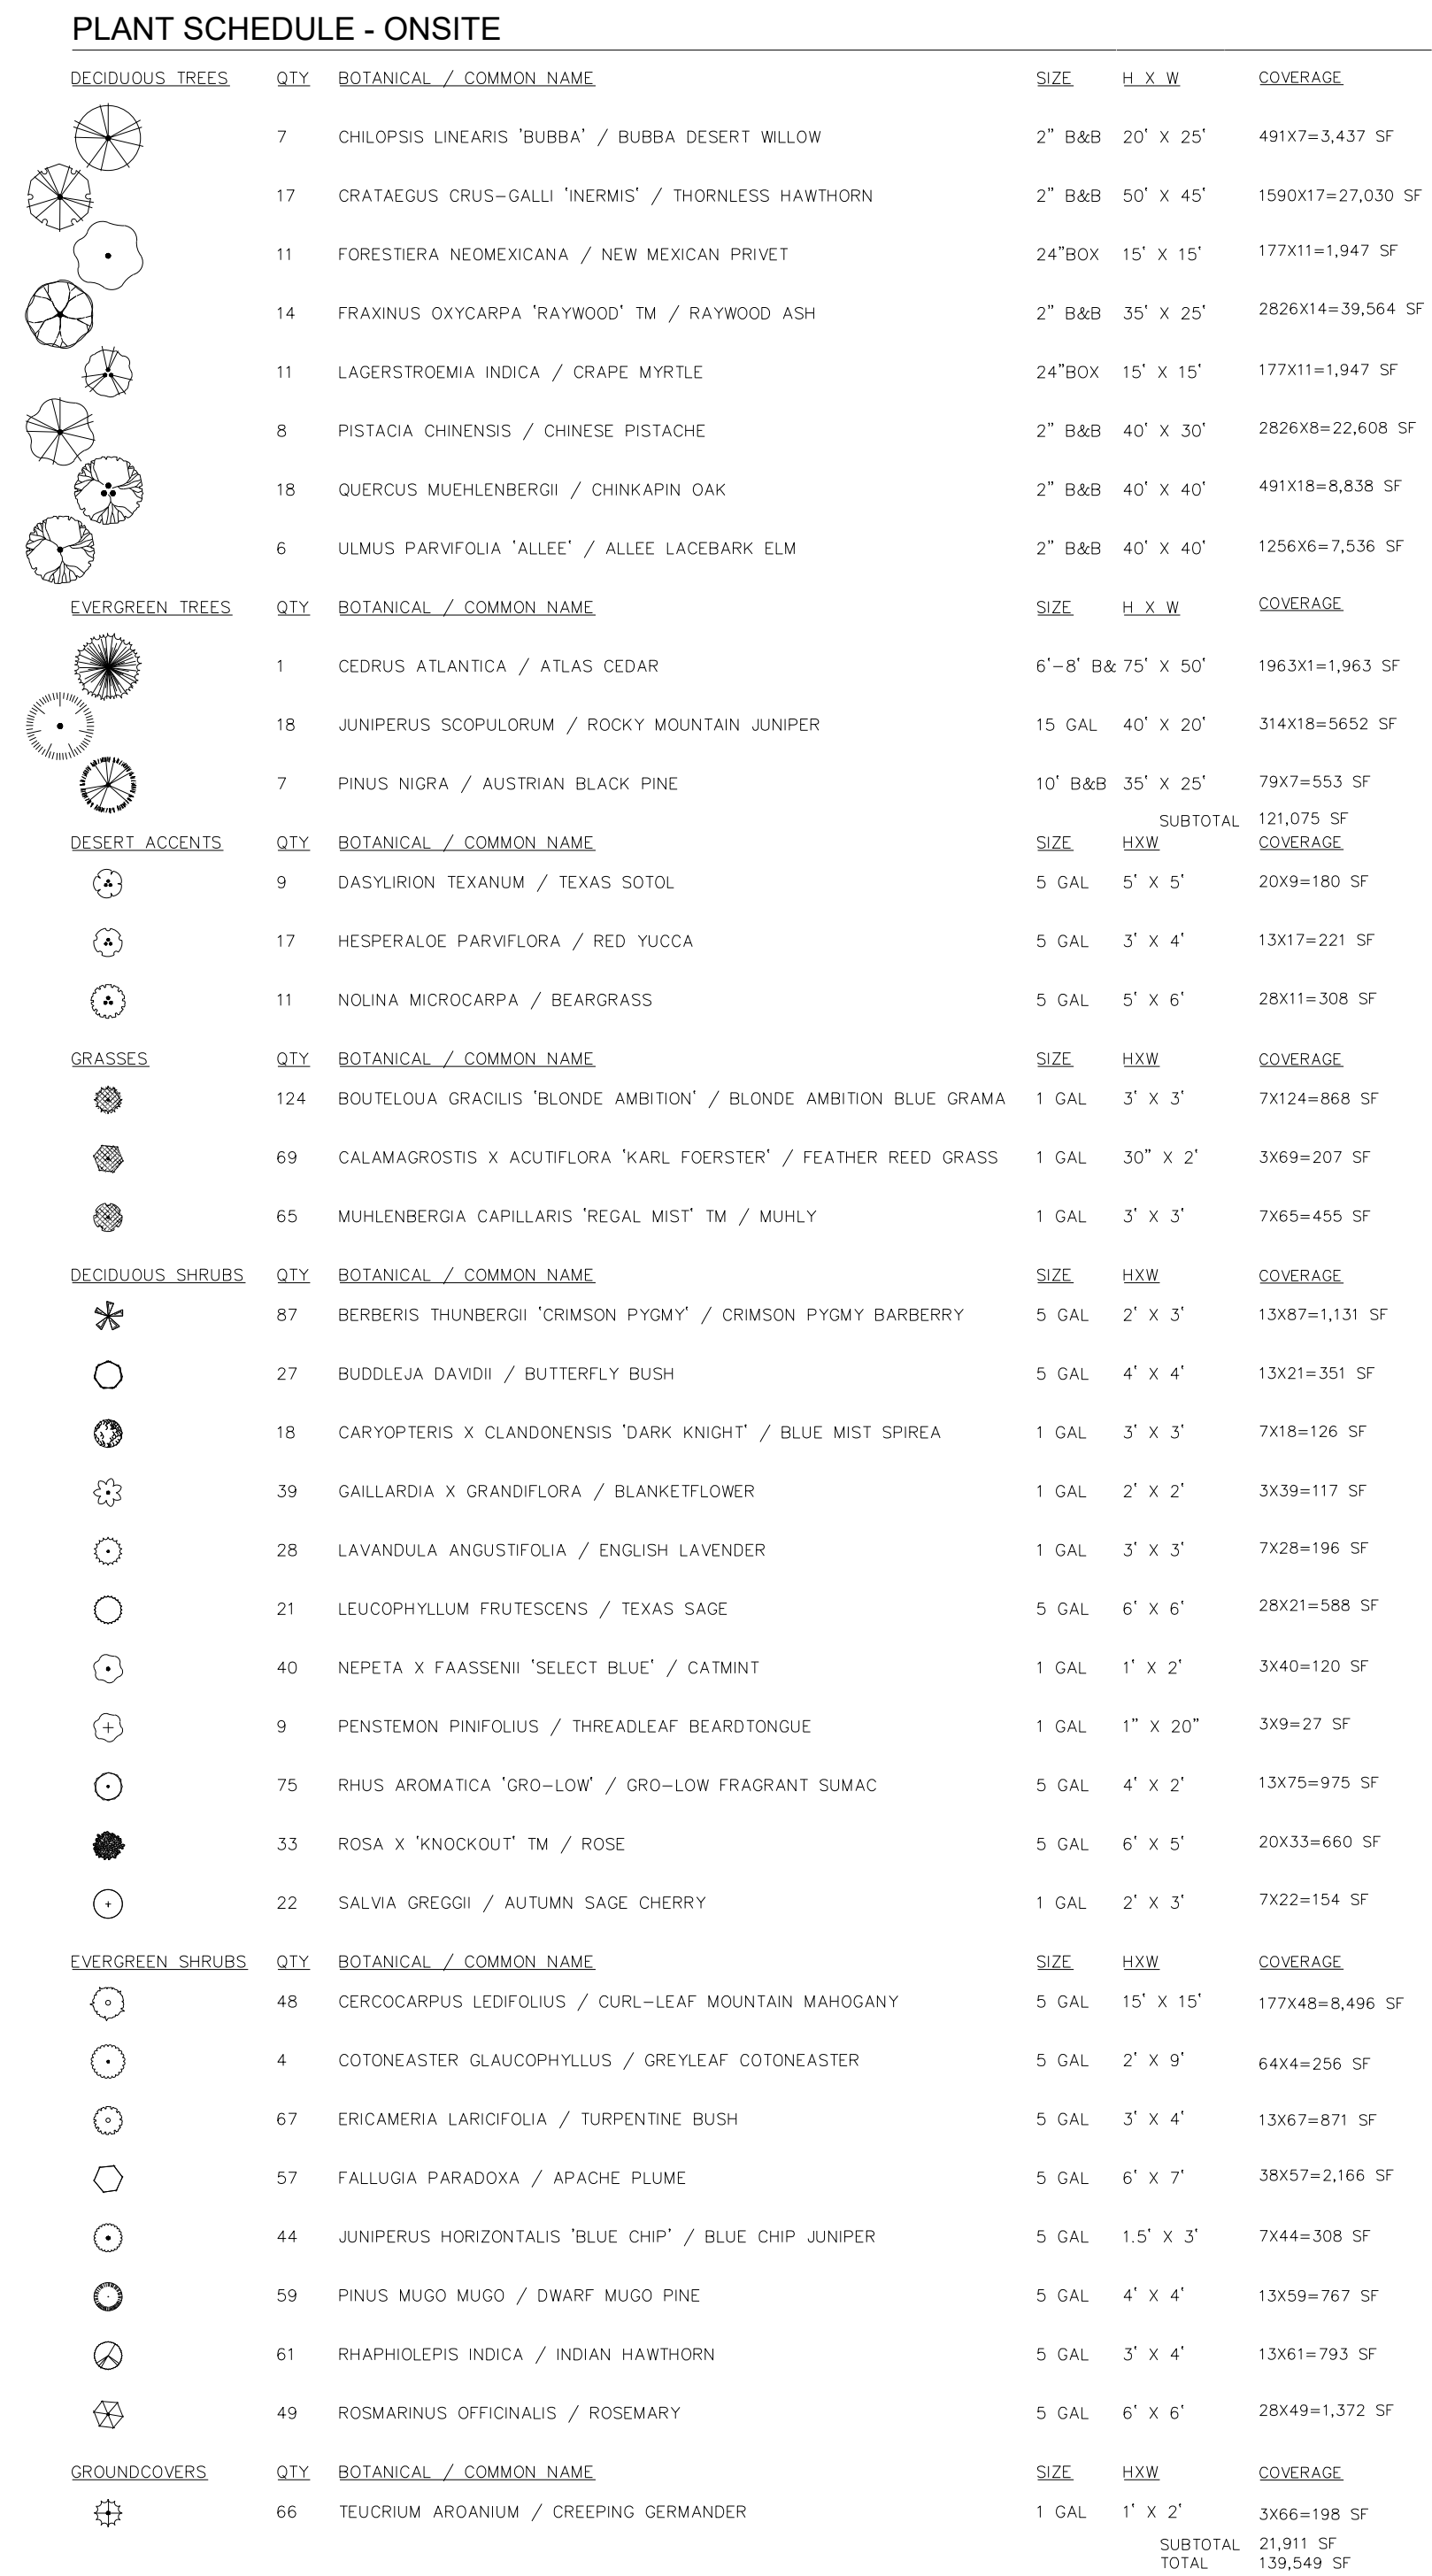 PLANT SCHEDULE - ONSITE
DECIDUOUS TREES QTY BOTANICAL / COMMON NAME SIZE H X W COVERAGE
7 CHILOPSIS LINEARIS 'BUBBA' / BUBBA DESERT WILLOW 2" B&B 20' X 25' 491X7=3,437 SF
17 CRATAEGUS CRUS-GALLI 'INERMIS' / THORNLESS HAWTHORN 2" B&B 50' X 45' 1590X17=27,030 SF
11 FORESTIERA NEOMEXICANA / NEW MEXICAN PRIVET 24"BOX 15' X 15' 177X11=1,947 SF
14 FRAXINUS OXYCARPA 'RAYWOOD' TM / RAYWOOD ASH 2" B&B 35' X 25' 2826X14=39,564 SF
11 LAGERSTROEMIA INDICA / CRAPE MYRTLE 24"BOX 15' X 15' 177X11=1,947 SF
8 PISTACIA CHINENSIS / CHINESE PISTACHE 2" B&B 40' X 30' 2826X8=22,608 SF
18 QUERCUS MUEHLENBERGII / CHINKAPIN OAK 2" B&B 40' X 40' 491X18=8,838 SF
6 ULMUS PARVIFOLIA 'ALLEE' / ALLEE LACEBARK ELM 2" B&B 40' X 40' 1256X6=7,536 SF
EVERGREEN TREES QTY BOTANICAL / COMMON NAME SIZE H X W COVERAGE
1 CEDRUS ATLANTICA / ATLAS CEDAR 6'-8' B& 75' X 50' 1963X1=1,963 SF
18 JUNIPERUS SCOPULORUM / ROCKY MOUNTAIN JUNIPER 15 GAL 40' X 20' 314X18=5652 SF
7 PINUS NIGRA / AUSTRIAN BLACK PINE 10' B&B 35' X 25' 79X7=553 SF
SUBTOTAL 121,075 SF
DESERT ACCENTS QTY BOTANICAL / COMMON NAME SIZE HXW COVERAGE
9 DASYLIRION TEXANUM / TEXAS SOTOL 5 GAL 5' X 5' 20X9=180 SF
17 HESPERALOE PARVIFLORA / RED YUCCA 5 GAL 3' X 4' 13X17=221 SF
11 NOLINA MICROCARPA / BEARGRASS 5 GAL 5' X 6' 28X11=308 SF
GRASSES QTY BOTANICAL / COMMON NAME SIZE HXW COVERAGE
124 BOUTELOUA GRACILIS 'BLONDE AMBITION' / BLONDE AMBITION BLUE GRAMA 1 GAL 3' X 3' 7X124=868 SF
69 CALAMAGROSTIS X ACUTIFLORA 'KARL FOERSTER' / FEATHER REED GRASS 1 GAL 30" X 2' 3X69=207 SF
65 MUHLENBERGIA CAPILLARIS 'REGAL MIST' TM / MUHLY 1 GAL 3' X 3' 7X65=455 SF
DECIDUOUS SHRUBS QTY BOTANICAL / COMMON NAME SIZE HXW COVERAGE
87 BERBERIS THUNBERGII 'CRIMSON PYGMY' / CRIMSON PYGMY BARBERRY 5 GAL 2' X 3' 13X87=1,131 SF
27 BUDDLEJA DAVIDII / BUTTERFLY BUSH 5 GAL 4' X 4' 13X21=351 SF
18 CARYOPTERIS X CLANDONENSIS 'DARK KNIGHT' / BLUE MIST SPIREA 1 GAL 3' X 3' 7X18=126 SF
39 GAILLARDIA X GRANDIFLORA / BLANKETFLOWER 1 GAL 2' X 2' 3X39=117 SF
28 LAVANDULA ANGUSTIFOLIA / ENGLISH LAVENDER 1 GAL 3' X 3' 7X28=196 SF
21 LEUCOPHYLLUM FRUTESCENS / TEXAS SAGE 5 GAL 6' X 6' 28X21=588 SF
40 NEPETA X FAASSENII 'SELECT BLUE' / CATMINT 1 GAL 1' X 2' 3X40=120 SF
9 PENSTEMON PINIFOLIUS / THREADLEAF BEARDTONGUE 1 GAL 1" X 20" 3X9=27 SF
75 RHUS AROMATICA 'GRO-LOW' / GRO-LOW FRAGRANT SUMAC 5 GAL 4' X 2' 13X75=975 SF
33 ROSA X 'KNOCKOUT' TM / ROSE 5 GAL 6' X 5' 20X33=660 SF
22 SALVIA GREGGII / AUTUMN SAGE CHERRY 1 GAL 2' X 3' 7X22=154 SF
EVERGREEN SHRUBS QTY BOTANICAL / COMMON NAME SIZE HXW COVERAGE
48 CERCOCARPUS LEDIFOLIUS / CURL-LEAF MOUNTAIN MAHOGANY 5 GAL 15' X 15' 177X48=8,496 SF
4 COTONEASTER GLAUCOPHYLLUS / GREYLEAF COTONEASTER 5 GAL 2' X 9' 64X4=256 SF
67 ERICAMERIA LARICIFOLIA / TURPENTINE BUSH 5 GAL 3' X 4' 13X67=871 SF
57 FALLUGIA PARADOXA / APACHE PLUME 5 GAL 6' X 7' 38X57=2,166 SF
44 JUNIPERUS HORIZONTALIS 'BLUE CHIP' / BLUE CHIP JUNIPER 5 GAL 1.5' X 3' 7X44=308 SF
59 PINUS MUGO MUGO / DWARF MUGO PINE 5 GAL 4' X 4' 13X59=767 SF
61 RHAPHIOLEPIS INDICA / INDIAN HAWTHORN 5 GAL 3' X 4' 13X61=793 SF
49 ROSMARINUS OFFICINALIS / ROSEMARY 5 GAL 6' X 6' 28X49=1,372 SF
GROUNDCOVERS QTY BOTANICAL / COMMON NAME SIZE HXW COVERAGE
66 TEUCRIUM AROANIUM / CREEPING GERMANDER 1 GAL 1' X 2' 3X66=198 SF
SUBTOTAL 21,911 SF
TOTAL 139,549 SF